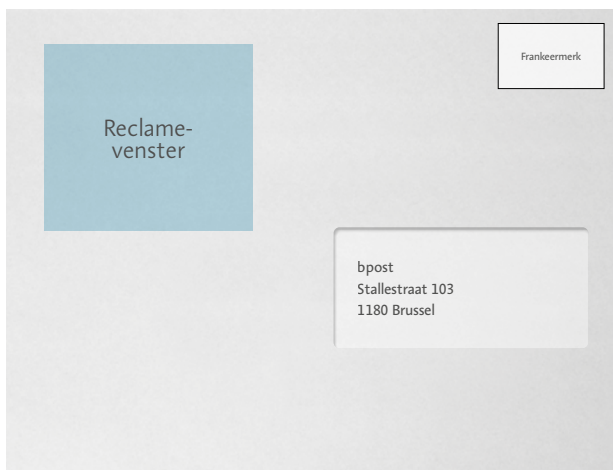 Frankeermerk
Reclame-
venster
bpost
Stallestraat 103
1180 Brussel